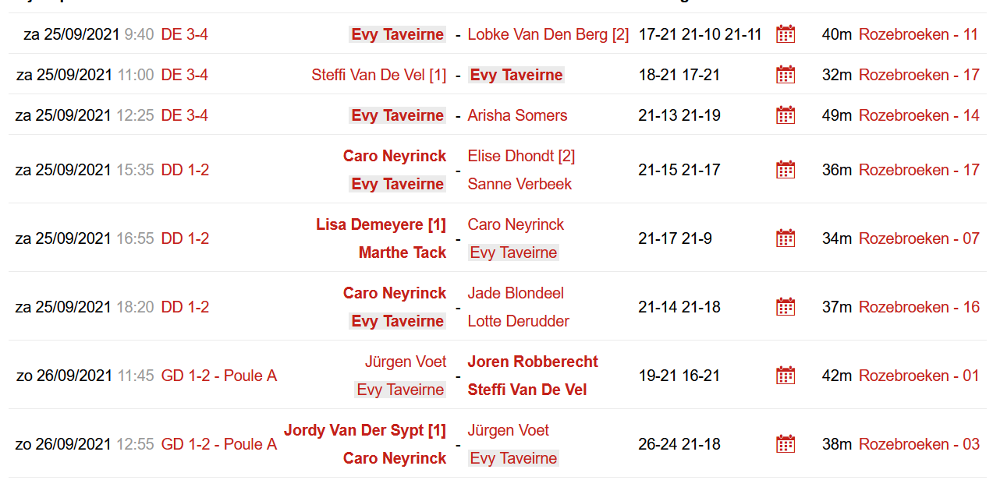 za 25/09/2021 9:40 DE 3-4 Evy Taveirne - Lobke Van Den Berg [2] 17-21 21-10 21-11 40m Rozebroeken - 11
za 25/09/2021 11:00 DE 3-4 Steffi Van De Vel [1] - Evy Taveirne 18-21 17-21 32m Rozebroeken - 17
za 25/09/2021 12:25 DE 3-4 Evy Taveirne - Arisha Somers 21-13 21-19 49m Rozebroeken - 14
Caro Neyrinck Elise Dhondt [2]
za 25/09/2021 15:35 DD 1-2 - 21-15 21-17 36m Rozebroeken - 17
Evy Taveirne Sanne Verbeek
Lisa Demeyere [1] Caro Neyrinck
za 25/09/2021 16:55 DD 1-2 - 21-17 21-9 34m Rozebroeken - 07
Marthe Tack Evy Taveirne
Caro Neyrinck Jade Blondeel
za 25/09/2021 18:20 DD 1-2 - 21-14 21-18 37m Rozebroeken - 16
Evy Taveirne Lotte Derudder
Jürgen Voet Joren Robberecht
zo 26/09/2021 11:45 GD 1-2 - Poule A - 19-21 16-21 42m Rozebroeken - 01
Evy Taveirne Steffi Van De Vel
Jordy Van Der Sypt [1] Jürgen Voet
zo 26/09/2021 12:55 GD 1-2 - Poule A - 26-24 21-18 38m Rozebroeken - 03
Caro Neyrinck Evy Taveirne